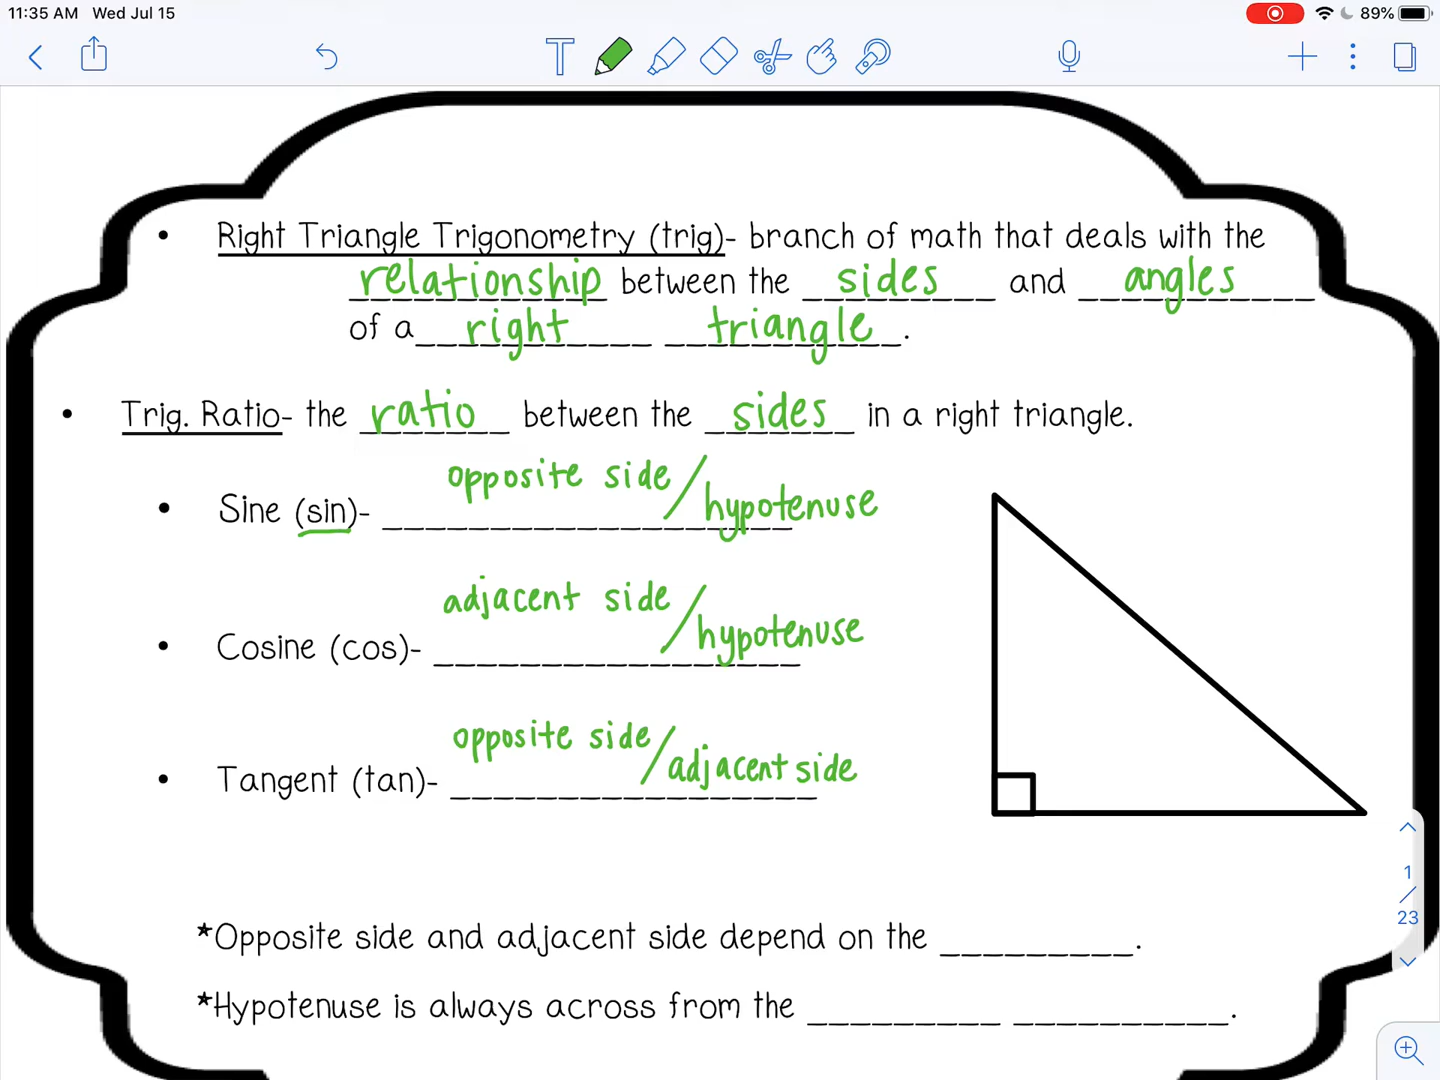 11:35 AM Wed Jul 15 89%
• Right Triangle Trigonometry (trig)- branch of math that deals with the
relationship between the sides and angles
of a right triangle.
• Trig. Ratio- the ratio between the sides in a right triangle.
• Sine (sin)- opposite side/hypotenuse
• Cosine (cos)- adjacent side/hypotenuse
• Tangent (tan)- opposite side/adjacent side
1
/
23
*Opposite side and adjacent side depend on the _________.
*Hypotenuse is always across from the _________ __________.